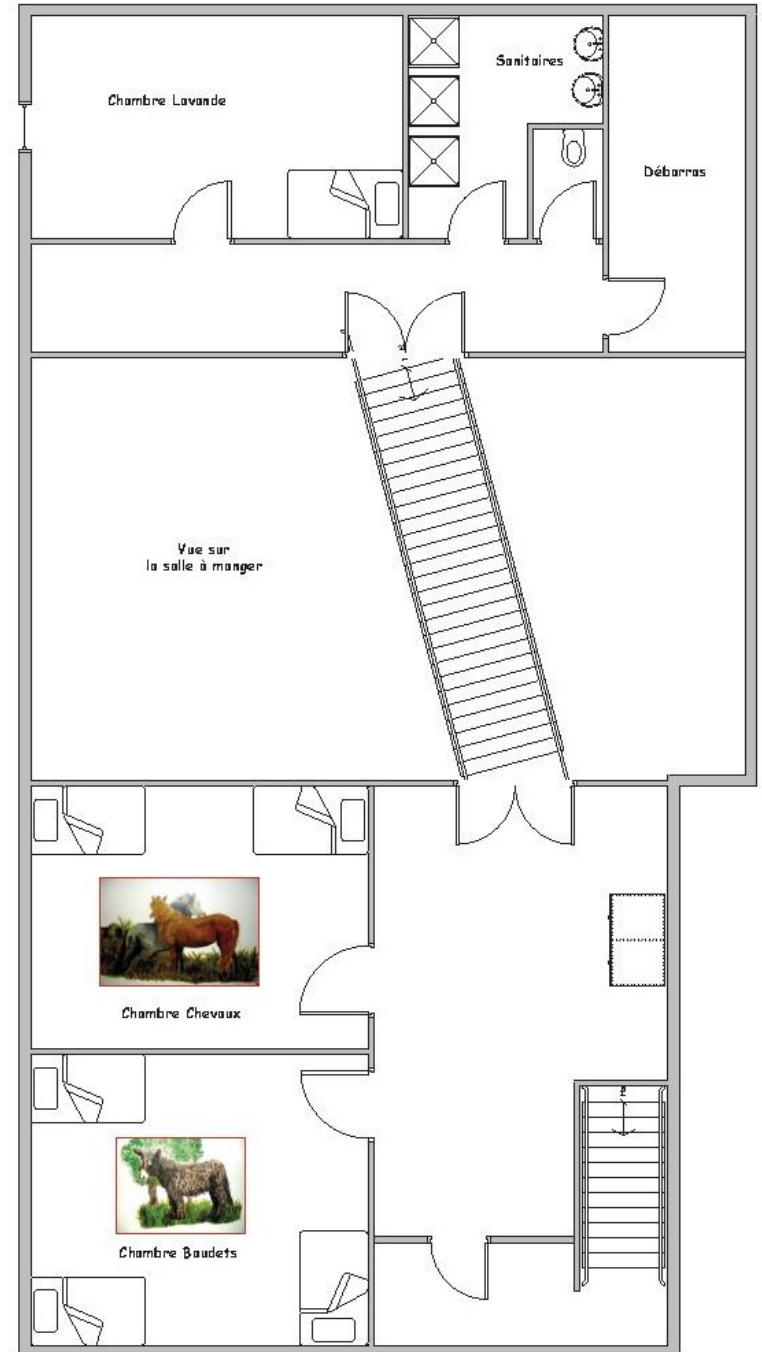 Chambre Lavande
Sanitaires
Débarras
Vue sur
la salle à manger
Chambre Chevaux
Chambre Baudets